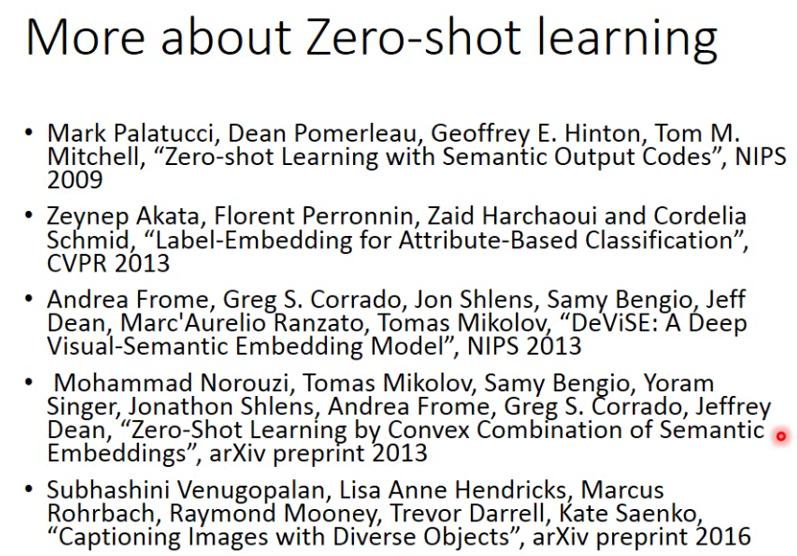 More about Zero-shot learning
• Mark Palatucci, Dean Pomerleau, Geoffrey E. Hinton, Tom M.
Mitchell, “Zero-shot Learning with Semantic Output Codes”, NIPS
2009
• Zeynep Akata, Florent Perronnin, Zaid Harchaoui and Cordelia
Schmid, “Label-Embedding for Attribute-Based Classification”,
CVPR 2013
• Andrea Frome, Greg S. Corrado, Jon Shlens, Samy Bengio, Jeff
Dean, Marc'Aurelio Ranzato, Tomas Mikolov, “DeViSE: A Deep
Visual-Semantic Embedding Model”, NIPS 2013
• Mohammad Norouzi, Tomas Mikolov, Samy Bengio, Yoram
Singer, Jonathon Shlens, Andrea Frome, Greg S. Corrado, Jeffrey
Dean, “Zero-Shot Learning by Convex Combination of Semantic
Embeddings”, arXiv preprint 2013
• Subhashini Venugopalan, Lisa Anne Hendricks, Marcus
Rohrbach, Raymond Mooney, Trevor Darrell, Kate Saenko,
“Captioning Images with Diverse Objects”, arXiv preprint 2016